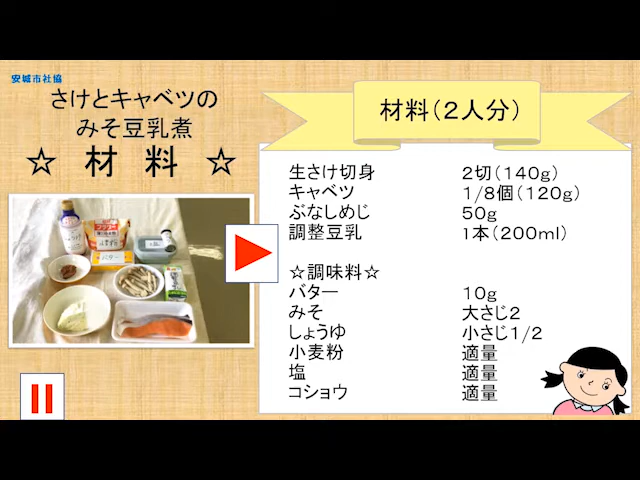 安城市社協
さけとキャベツの
みそ豆乳煮
☆ 材 料 ☆
材料(2人分)
生さけ切身 2切(140g)
キャベツ 1/8個(120g)
ぶなしめじ 50g
調整豆乳 1本(200ml)
☆調味料☆
バター 10g
みそ 大さじ2
しょうゆ 小さじ1/2
小麦粉 適量
塩 適量
コショウ 適量
バター